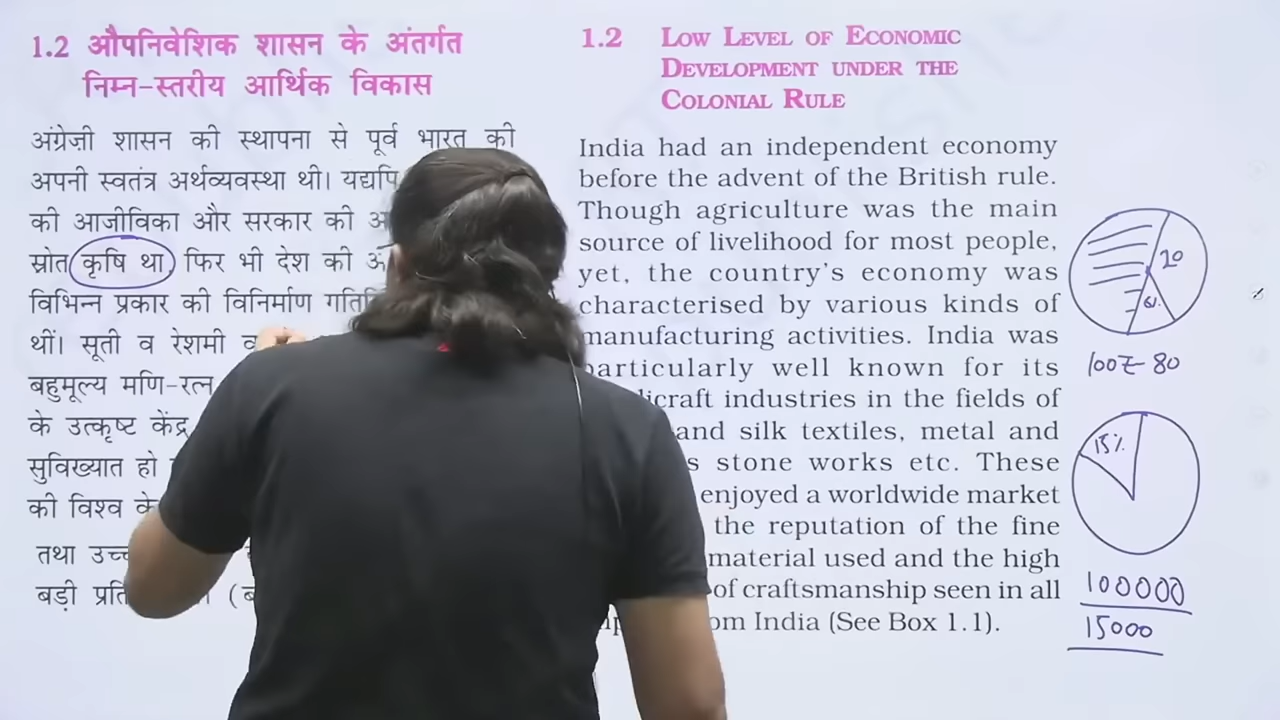 1.2 औपनिवेशिक शासन के अंतर्गत
निम्न-स्तरीय आर्थिक विकास
अंग्रेज़ी शासन की स्थापना से पूर्व भारत की
अपनी स्वतंत्र अर्थव्यवस्था थी। यद्यपि
की आजीविका और सरकार की
स्रोत कृषि था, फिर भी देश की
विभिन्न प्रकार की विनिर्माण
थीं। सूती व रेशमी
बहुमूल्य मणि-रत्न
के उत्कृष्ट केंद्र
सुविख्यात हो
की विश्व के
तथा
बड़ी
1.2 LOW LEVEL OF ECONOMIC
DEVELOPMENT UNDER THE
COLONIAL RULE
India had an independent economy
before the advent of the British rule.
Though agriculture was the main
source of livelihood for most people,
yet, the country's economy was
characterised by various kinds of
manufacturing activities. India was
particularly well known for its
industries in the fields of
and silk textiles, metal and
stone works etc. These
enjoyed a worldwide market
the reputation of the fine
material used and the high
of craftsmanship seen in all
India (See Box 1.1).
20
100 80
15%
100000
15000